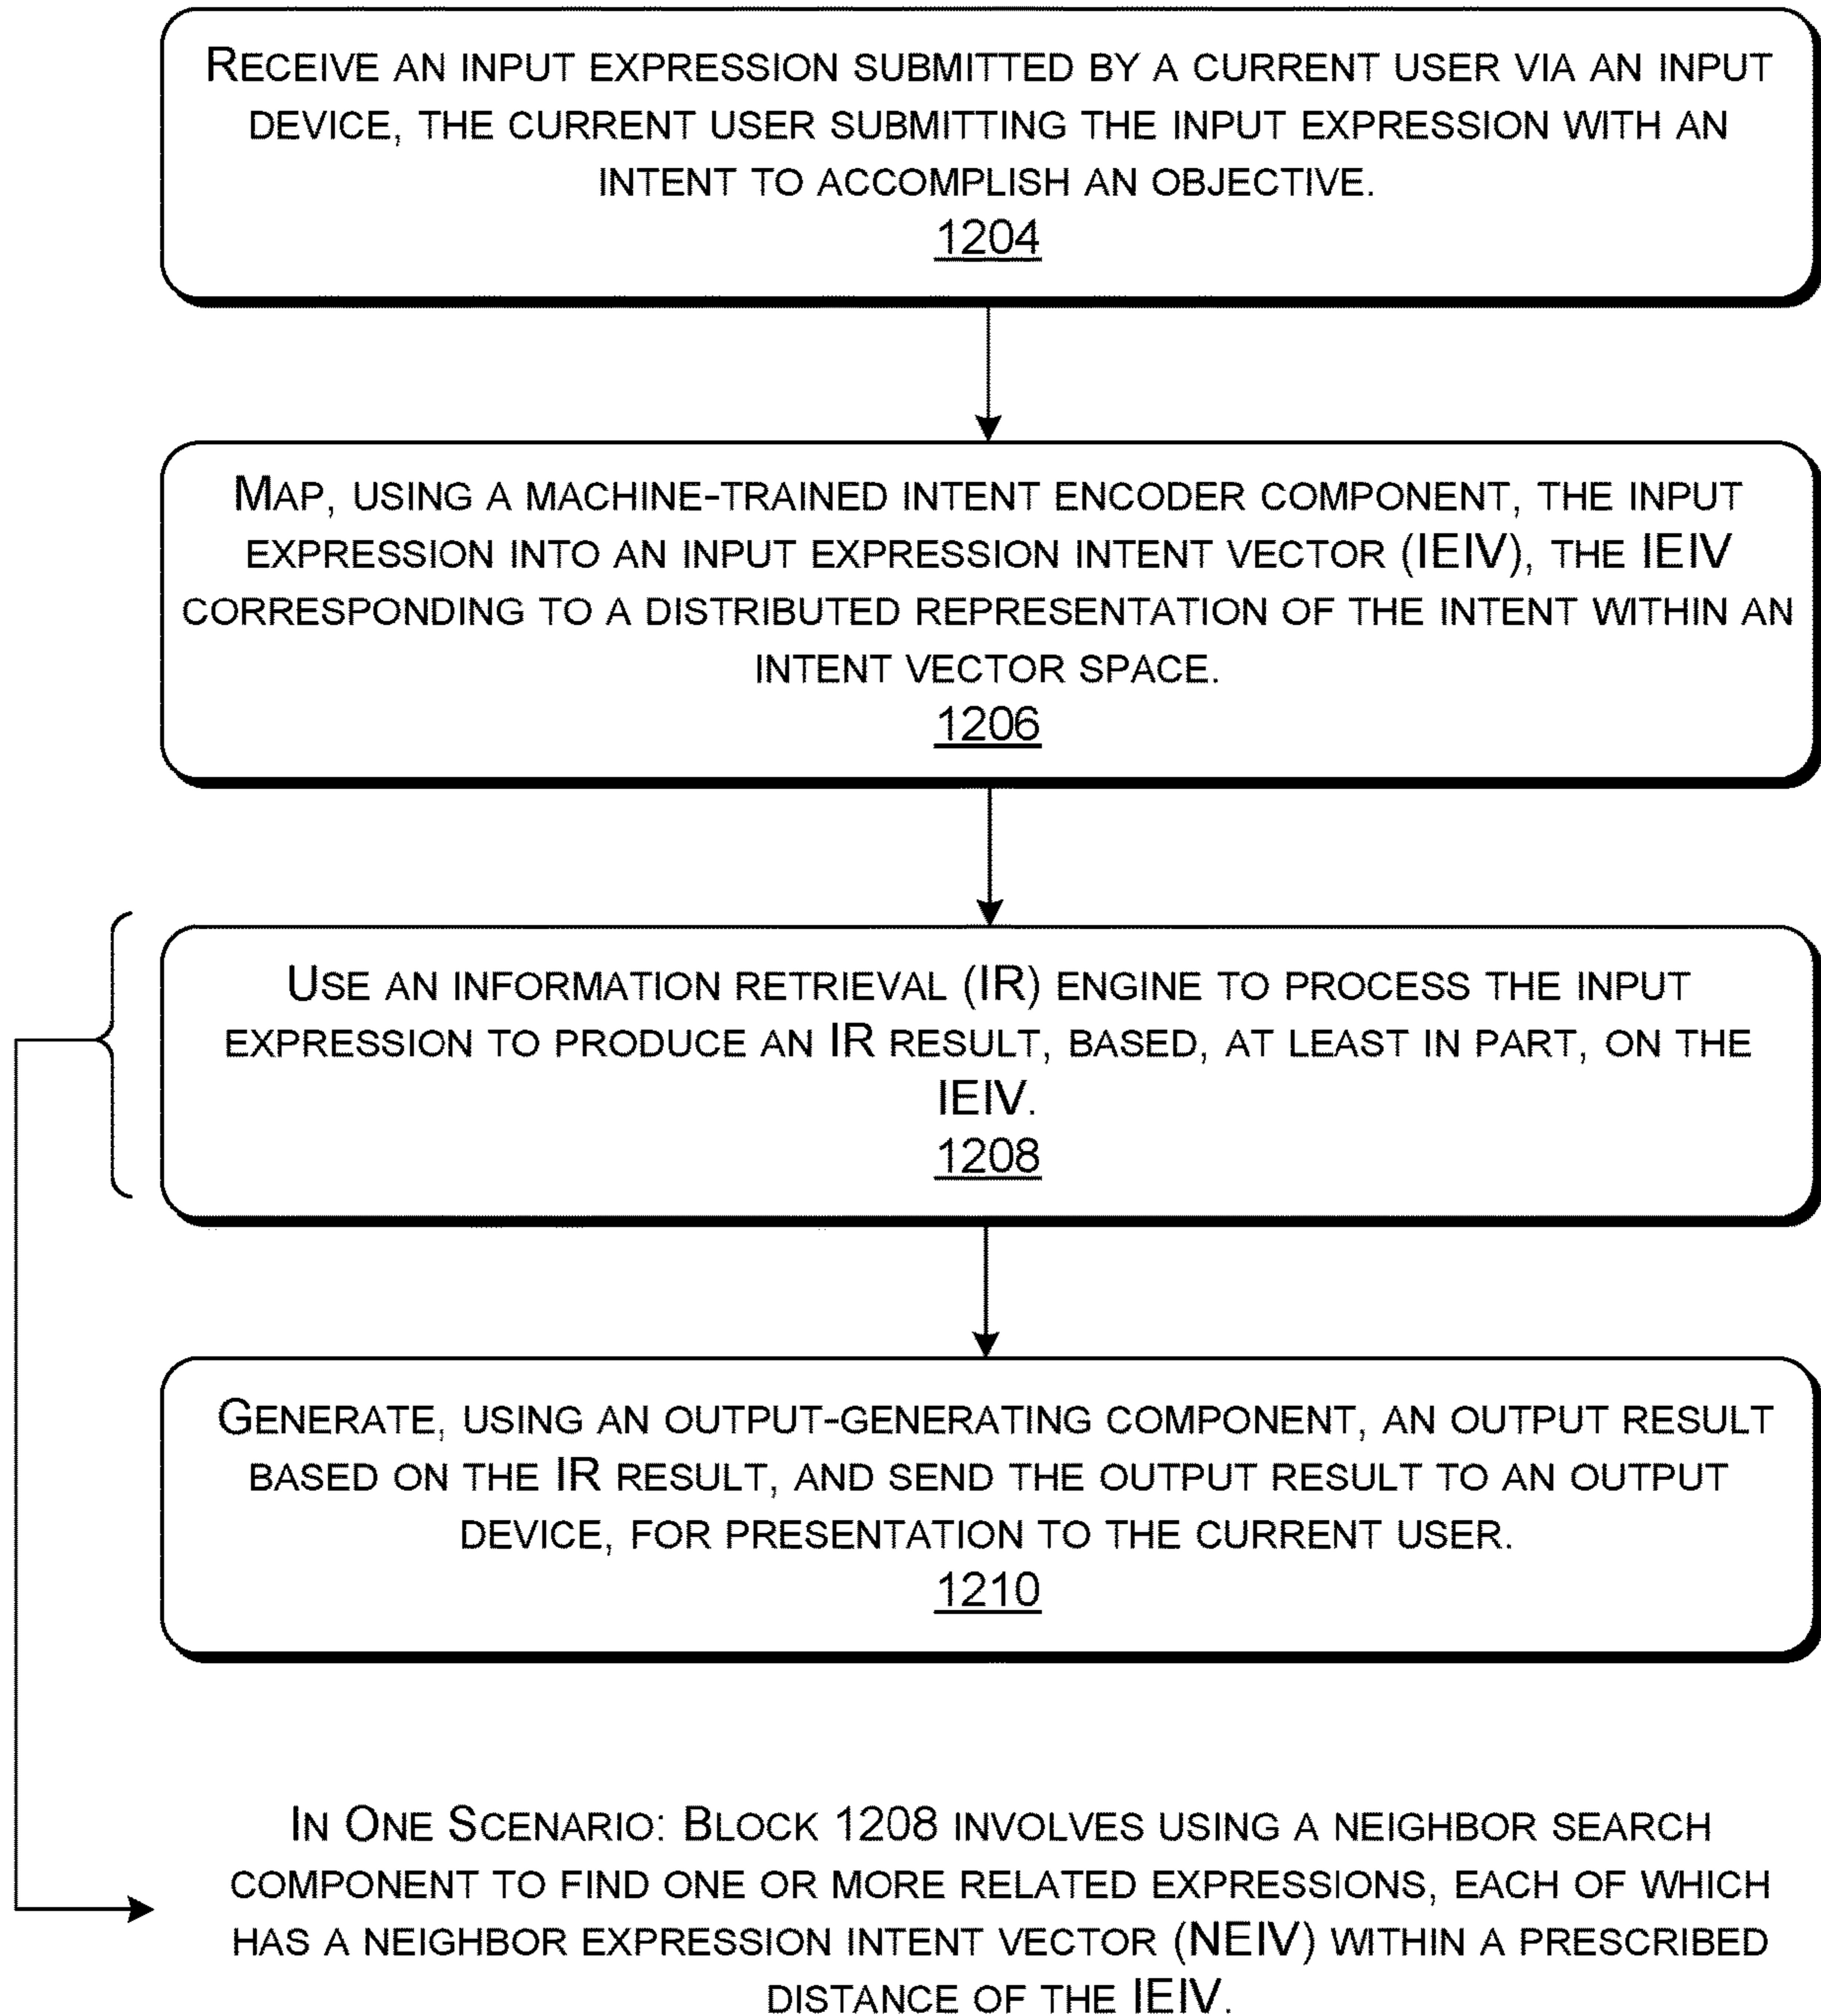 RECEIVE AN INPUT EXPRESSION SUBMITTED BY A CURRENT USER VIA AN INPUT
DEVICE, THE CURRENT USER SUBMITTING THE INPUT EXPRESSION WITH AN
INTENT TO ACCOMPLISH AN OBJECTIVE.
1204
MAP, USING A MACHINE-TRAINED INTENT ENCODER COMPONENT, THE INPUT
EXPRESSION INTO AN INPUT EXPRESSION INTENT VECTOR (IEIV), THE IEIV
CORRESPONDING TO A DISTRIBUTED REPRESENTATION OF THE INTENT WITHIN AN
INTENT VECTOR SPACE.
1206
USE AN INFORMATION RETRIEVAL (IR) ENGINE TO PROCESS THE INPUT
EXPRESSION TO PRODUCE AN IR RESULT, BASED, AT LEAST IN PART, ON THE
IEIV.
1208
GENERATE, USING AN OUTPUT-GENERATING COMPONENT, AN OUTPUT RESULT
BASED ON THE IR RESULT, AND SEND THE OUTPUT RESULT TO AN OUTPUT
DEVICE, FOR PRESENTATION TO THE CURRENT USER.
1210
IN ONE SCENARIO: BLOCK 1208 INVOLVES USING A NEIGHBOR SEARCH
COMPONENT TO FIND ONE OR MORE RELATED EXPRESSIONS, EACH OF WHICH
HAS A NEIGHBOR EXPRESSION INTENT VECTOR (NEIV) WITHIN A PRESCRIBED
DISTANCE OF THE IEIV.